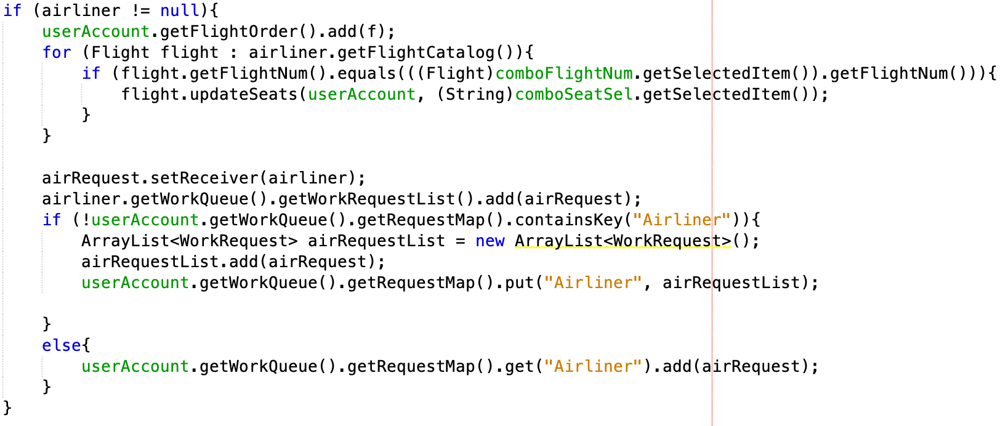 if (airliner != null){
    userAccount.getFlightOrder().add(f);
    for (Flight flight : airliner.getFlightCatalog()){
        if (flight.getFlightNum().equals(((Flight)comboFlightNum.getSelectedItem()).getFlightNum())){
            flight.updateSeats(userAccount, (String)comboSeatSel.getSelectedItem());
        }
    }

    airRequest.setReceiver(airliner);
    airliner.getWorkQueue().getWorkRequestList().add(airRequest);
    if (!userAccount.getWorkQueue().getRequestMap().containsKey("Airliner")){
        ArrayList<WorkRequest> airRequestList = new ArrayList<WorkRequest>();
        airRequestList.add(airRequest);
        userAccount.getWorkQueue().getRequestMap().put("Airliner", airRequestList);

    }
    else{
        userAccount.getWorkQueue().getRequestMap().get("Airliner").add(airRequest);
    }
}